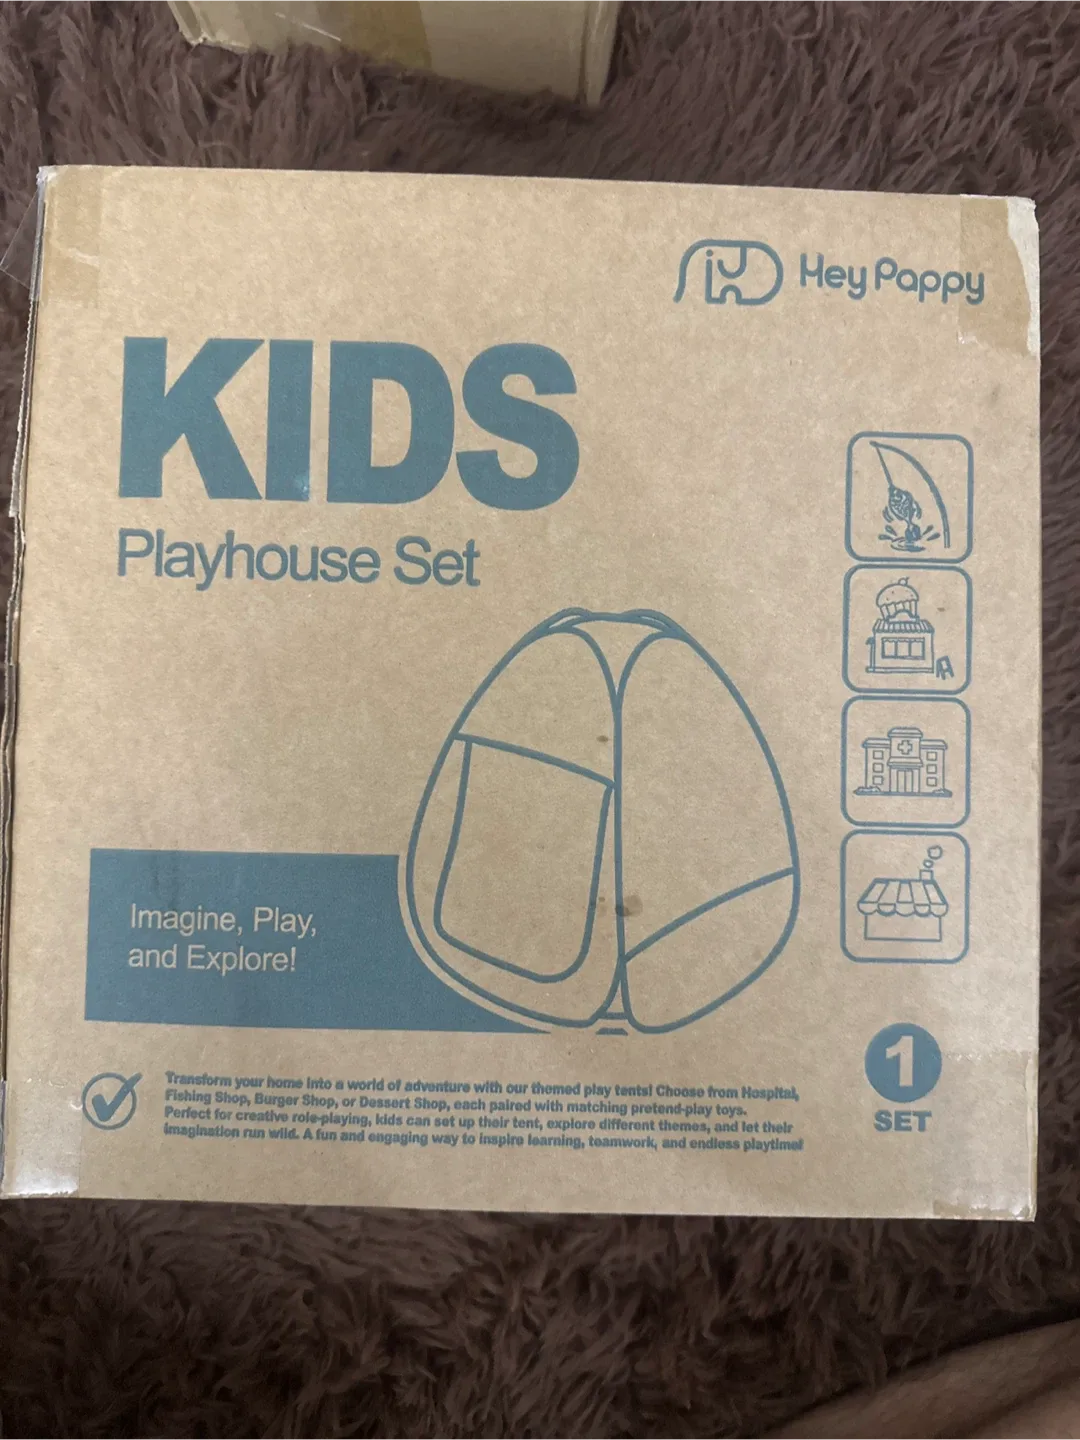 Hey Pappy
KIDS
Playhouse Set
Imagine, Play,
and Explore!
Transform your home into a world of adventure with our themed play tents! Choose from Hospital,
Fishing Shop, Burger Shop, or Dessert Shop, each paired with matching pretend-play toys.
Perfect for creative role-playing, kids can set up their tent, explore different themes, and let their
imagination run wild. A fun and engaging way to inspire learning, teamwork, and endless playtime!
1
SET